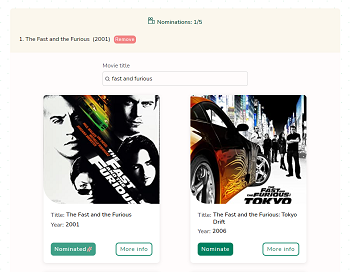 Nominations: 1/5
1. The Fast and the Furious (2001) Remove
Movie title
fast and furious
THE FAST AND THE FURIOUS
THE FAST AND THE FURIOUS: TOKYO DRIFT
Title: The Fast and the Furious
Year: 2001
Nominated! More info
Title: The Fast and the Furious: Tokyo Drift
Year: 2006
Nominate More info